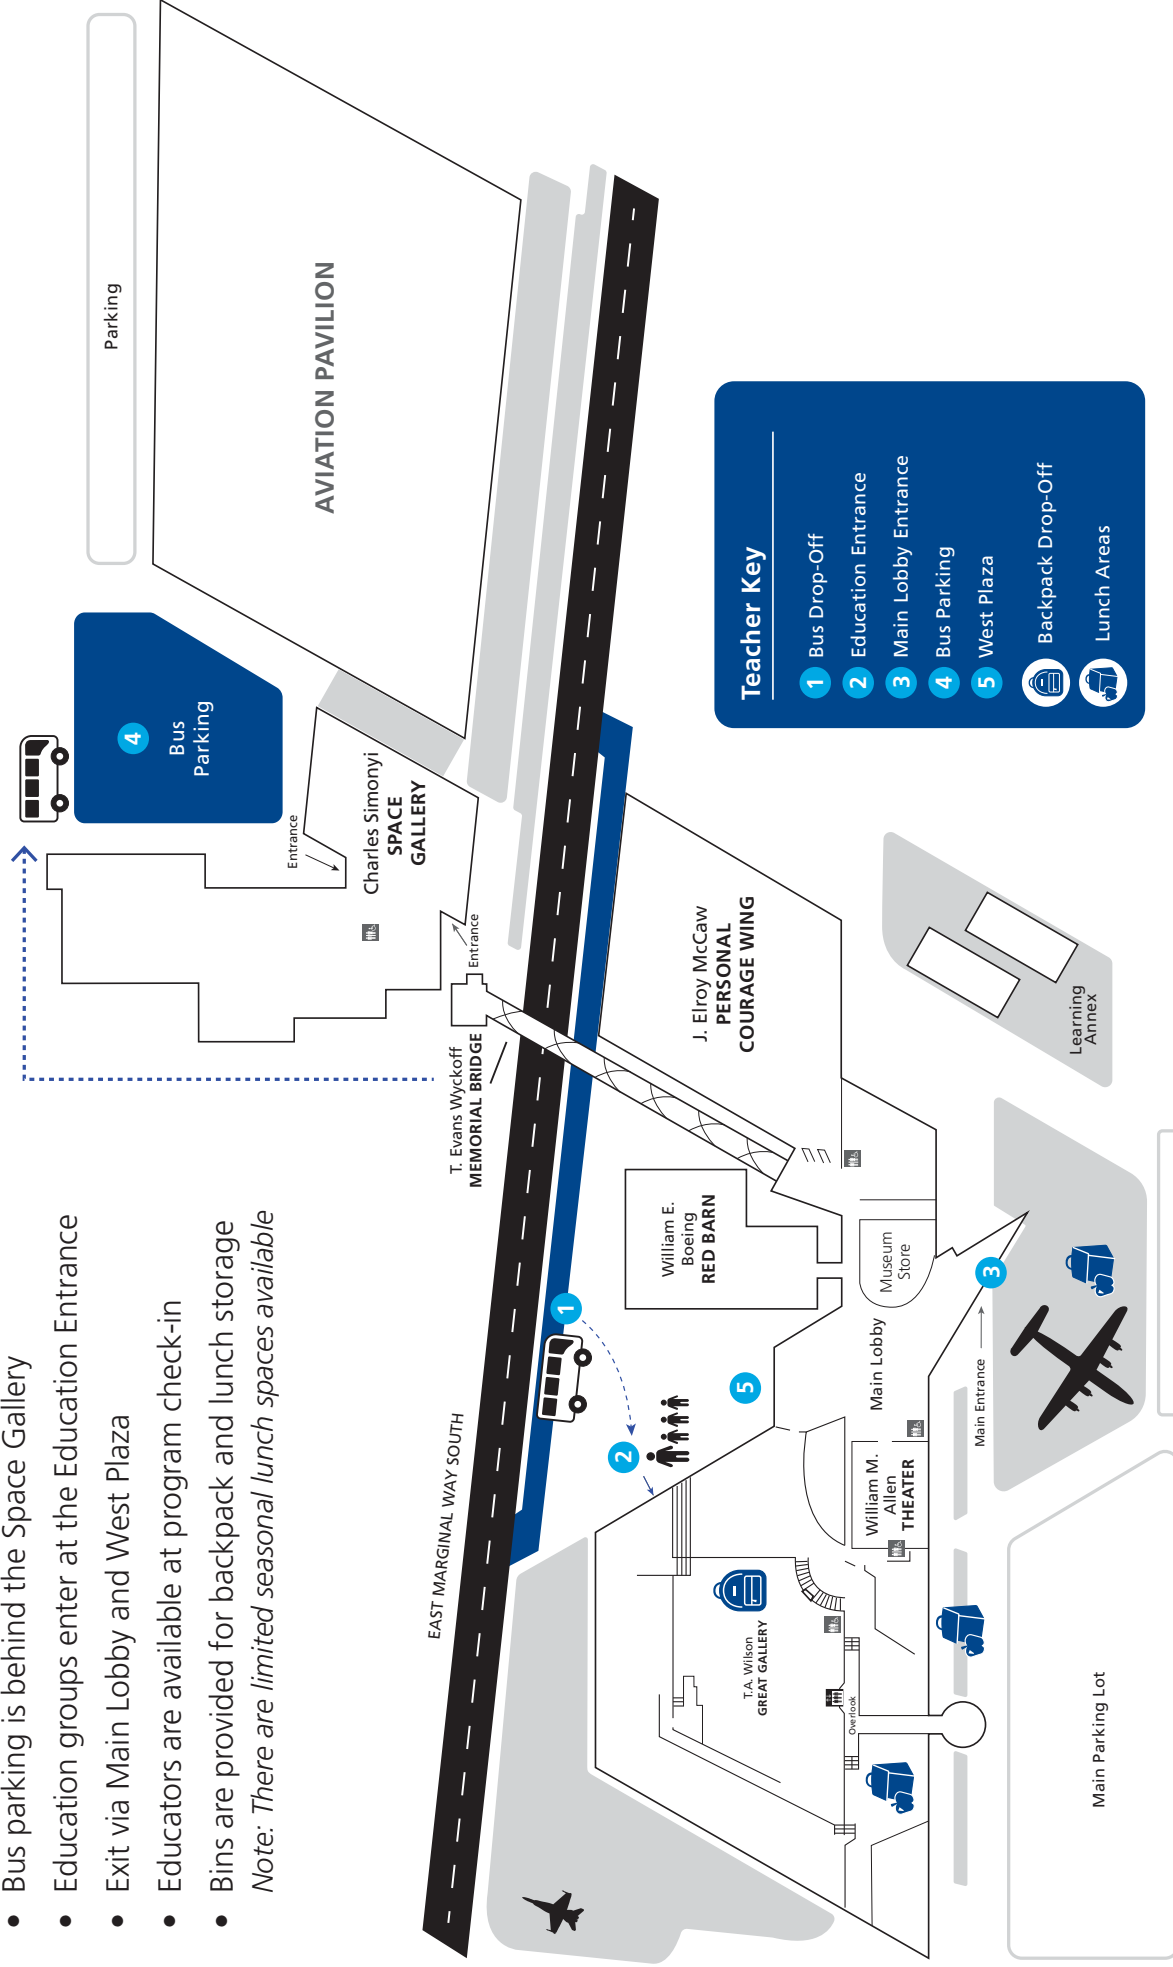 • Bus parking is behind the Space Gallery
• Education groups enter at the Education Entrance
• Exit via Main Lobby and West Plaza
• Educators are available at program check-in
• Bins are provided for backpack and lunch storage
Note: There are limited seasonal lunch spaces available
Parking
AVIATION PAVILION
4
Bus
Parking
Entrance
Charles Simonyi
SPACE
GALLERY
Entrance
T. Evans Wyckoff
MEMORIAL BRIDGE
EAST MARGINAL WAY SOUTH
1
2
5
William E.
Boeing
RED BARN
J. Elroy McCaw
PERSONAL
COURAGE WING
Museum
Store
Main Lobby
3
Main Entrance
William M.
Allen
THEATER
T.A. Wilson
GREAT GALLERY
Overlook
Learning
Annex
Main Parking Lot
Teacher Key
1 Bus Drop-Off
2 Education Entrance
3 Main Lobby Entrance
4 Bus Parking
5 West Plaza
Backpack Drop-Off
Lunch Areas